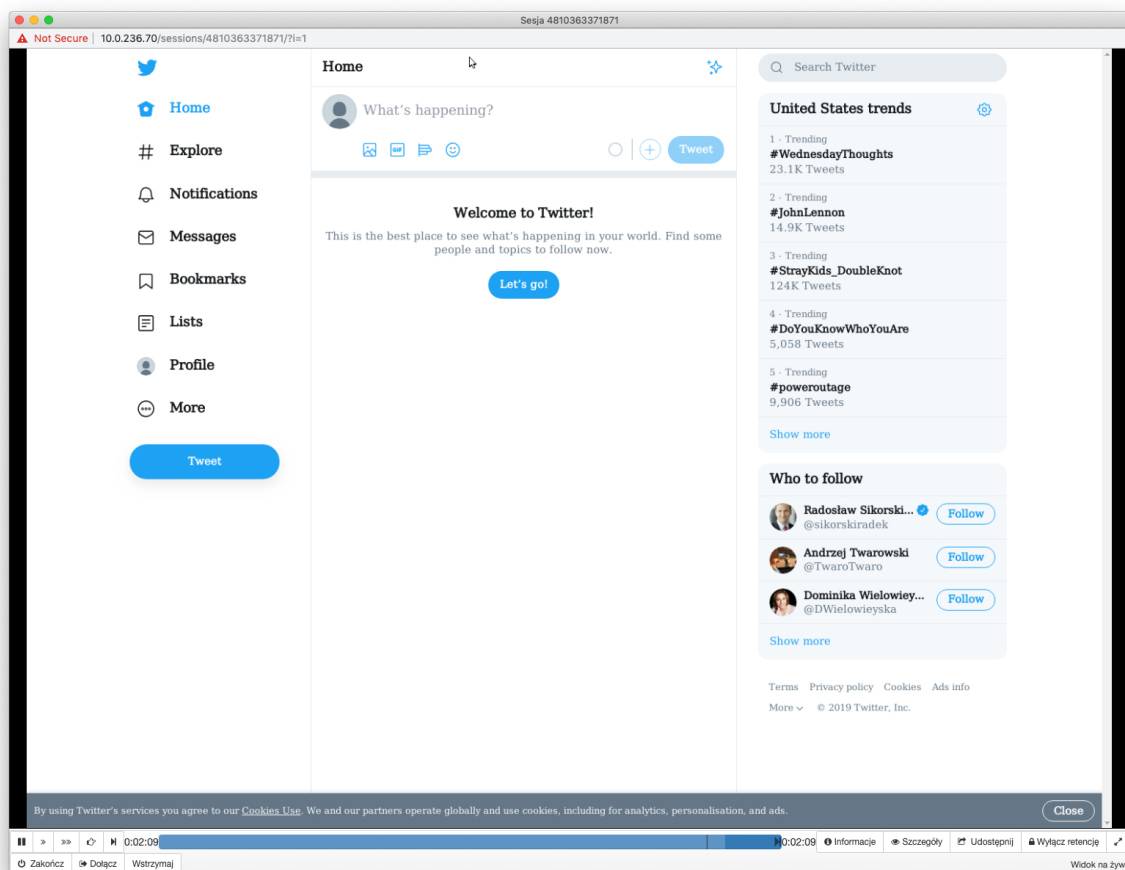 Sesja 4810363371871
Not Secure | 10.0.236.70/sessions/4810363371871/?i=1
Home
Explore
Notifications
Messages
Bookmarks
Lists
Profile
More
Tweet
Home
What's happening?
GIF
Tweet
Welcome to Twitter!
This is the best place to see what's happening in your world. Find some
people and topics to follow now.
Let's go!
Search Twitter
United States trends
1 · Trending
#WednesdayThoughts
23.1K Tweets
2 · Trending
#JohnLennon
14.9K Tweets
3 · Trending
#StrayKids_DoubleKnot
124K Tweets
4 · Trending
#DoYouKnowWhoYouAre
5,058 Tweets
5 · Trending
#poweroutage
9,906 Tweets
Show more
Who to follow
Radosław Sikorski...
@sikorskiradek
Follow
Andrzej Twarowski
@TwaroTwaro
Follow
Dominika Wielowiey...
@DWielowieyska
Follow
Show more
Terms Privacy policy Cookies Ads info
More © 2019 Twitter, Inc.
By using Twitter's services you agree to our Cookies Use. We and our partners operate globally and use cookies, including for analytics, personalisation, and ads.
Close
0:02:09 0:02:09 Informacje Szczegóły Udostępnij Wyłącz retencję
Zakończ Dołącz Wstrzymaj Widok na żyw